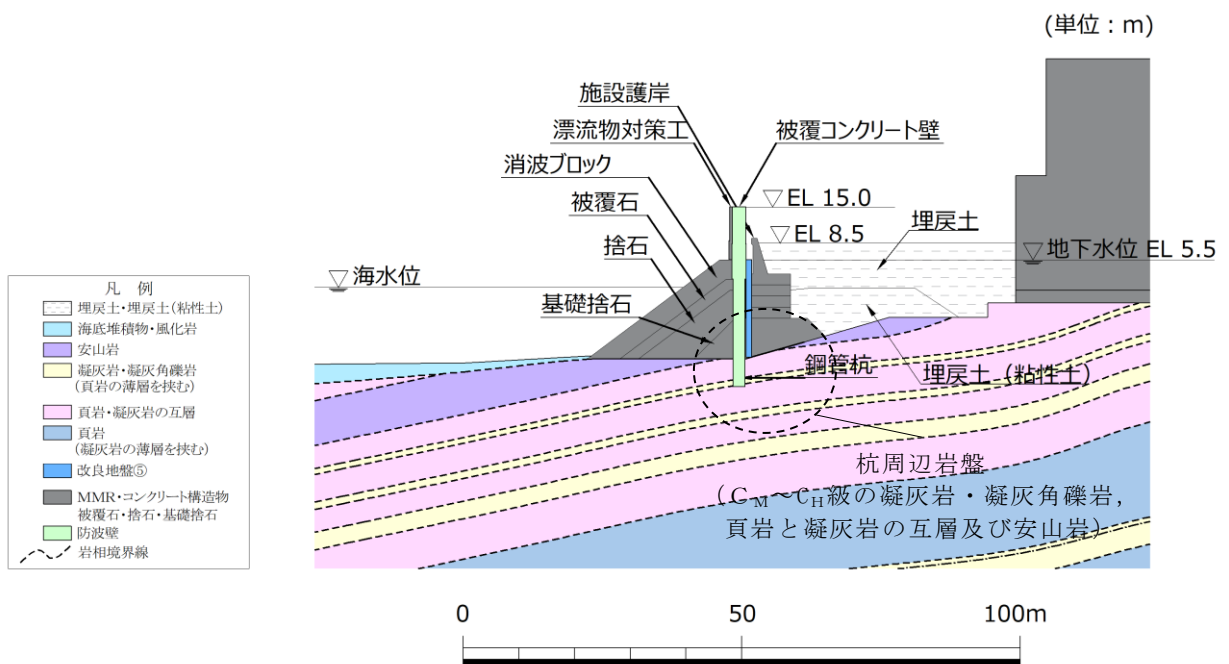 (単位：m)
施設護岸
漂流物対策工
被覆コンクリート壁
消波ブロック
EL 15.0
被覆石
埋戻土
EL 8.5
捨石
地下水位 EL 5.5
海水位
基礎捨石
鋼管杭
埋戻土（粘性土）
杭周辺岩盤
（CM～CH級の凝灰岩・凝灰角礫岩，
頁岩と凝灰岩の互層及び安山岩）
凡　例
埋戻土・埋戻土(粘性土)
海底堆積物・風化岩
安山岩
凝灰岩・凝灰角礫岩
(頁岩の薄層を挟む)
頁岩・凝灰岩の互層
頁岩
(凝灰岩の薄層を挟む)
改良地盤⑤
MMR・コンクリート構造物
被覆石・捨石・基礎捨石
防波壁
岩相境界線
0
50
100m